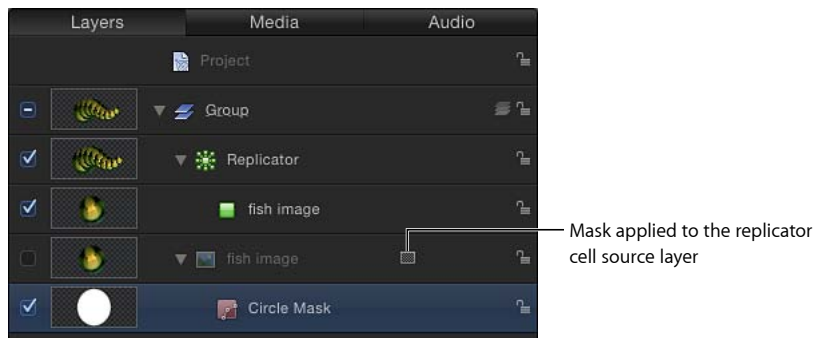 Layers Media Audio
Project
Group
Replicator
fish image
fish image
Circle Mask
Mask applied to the replicator
cell source layer